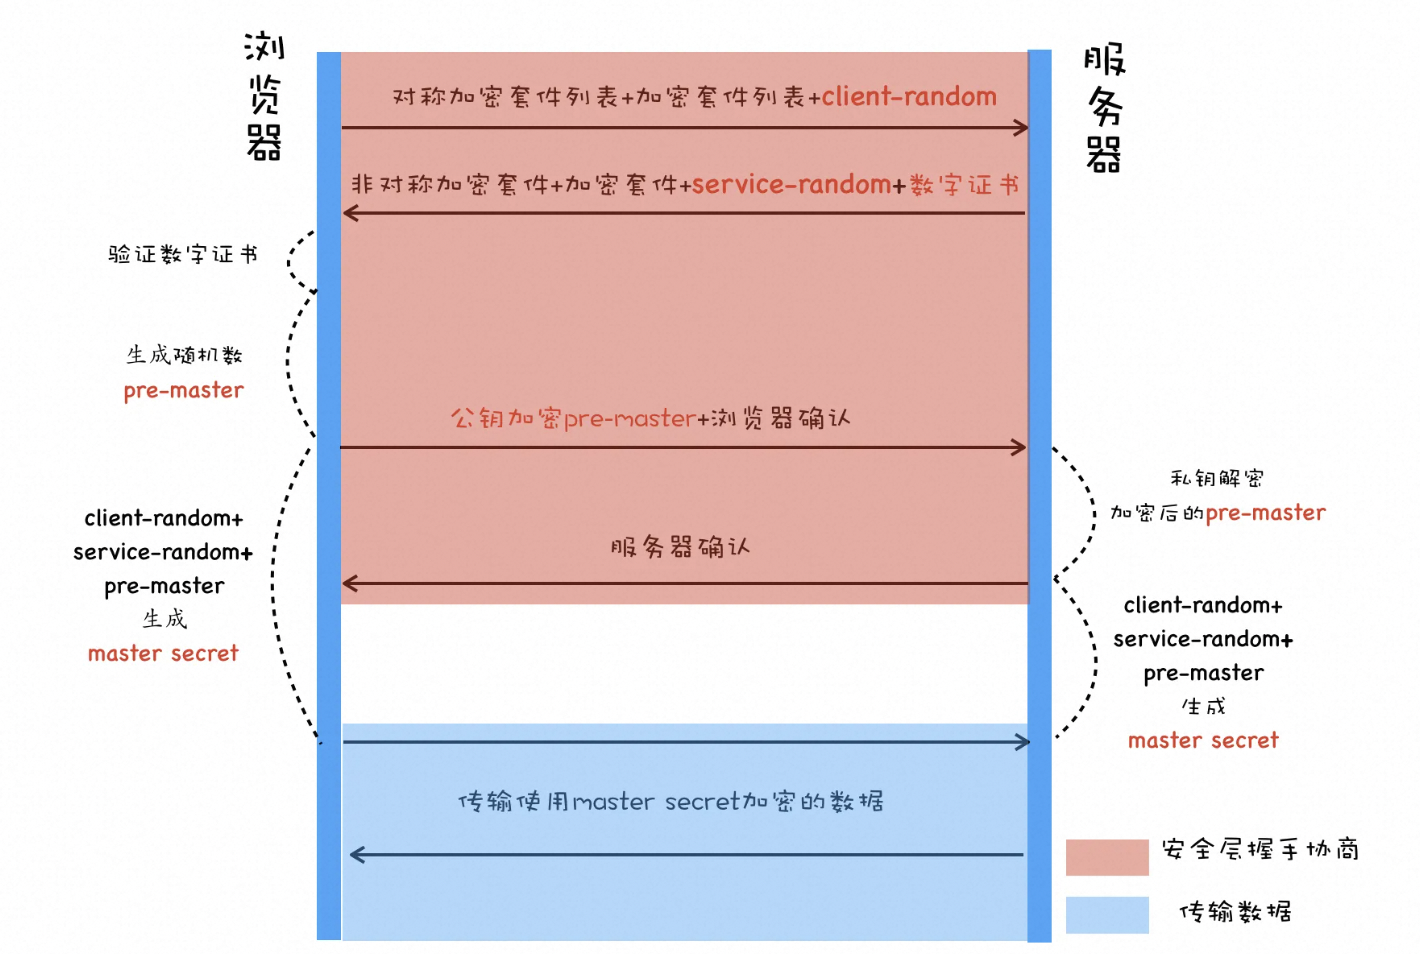 浏览器
服务器
对称加密套件列表+加密套件列表+client-random
非对称加密套件+加密套件+service-random+数字证书
验证数字证书
生成随机数
pre-master
公钥加密pre-master+浏览器确认
私钥解密
加密后的pre-master
client-random+
service-random+
pre-master
生成
master secret
服务器确认
client-random+
service-random+
pre-master
生成
master secret
传输使用master secret加密的数据
安全层握手协商
传输数据